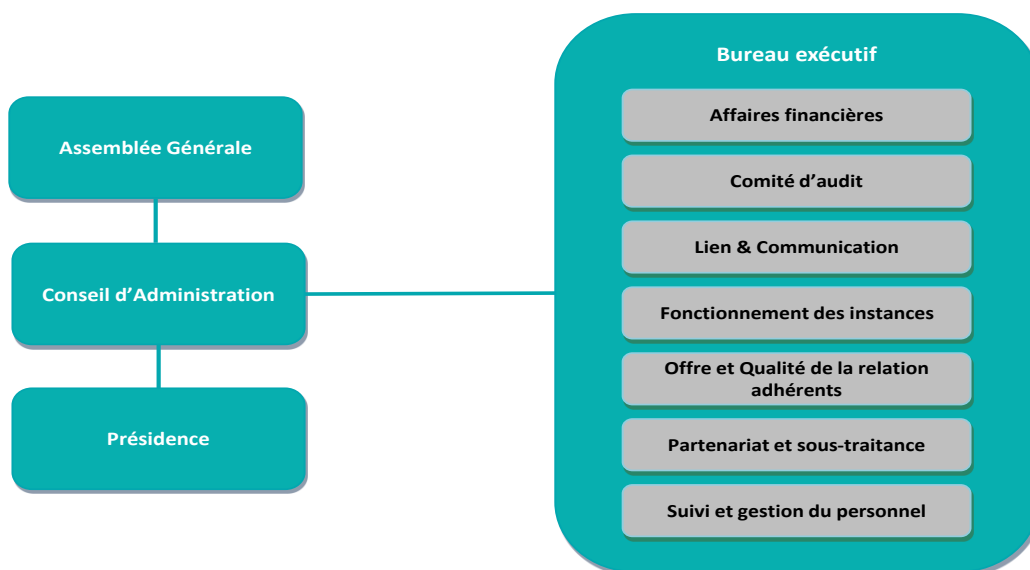 Assemblée Générale
Conseil d’Administration
Présidence
Bureau exécutif
Affaires financières
Comité d’audit
Lien & Communication
Fonctionnement des instances
Offre et Qualité de la relation
adhérents
Partenariat et sous-traitance
Suivi et gestion du personnel